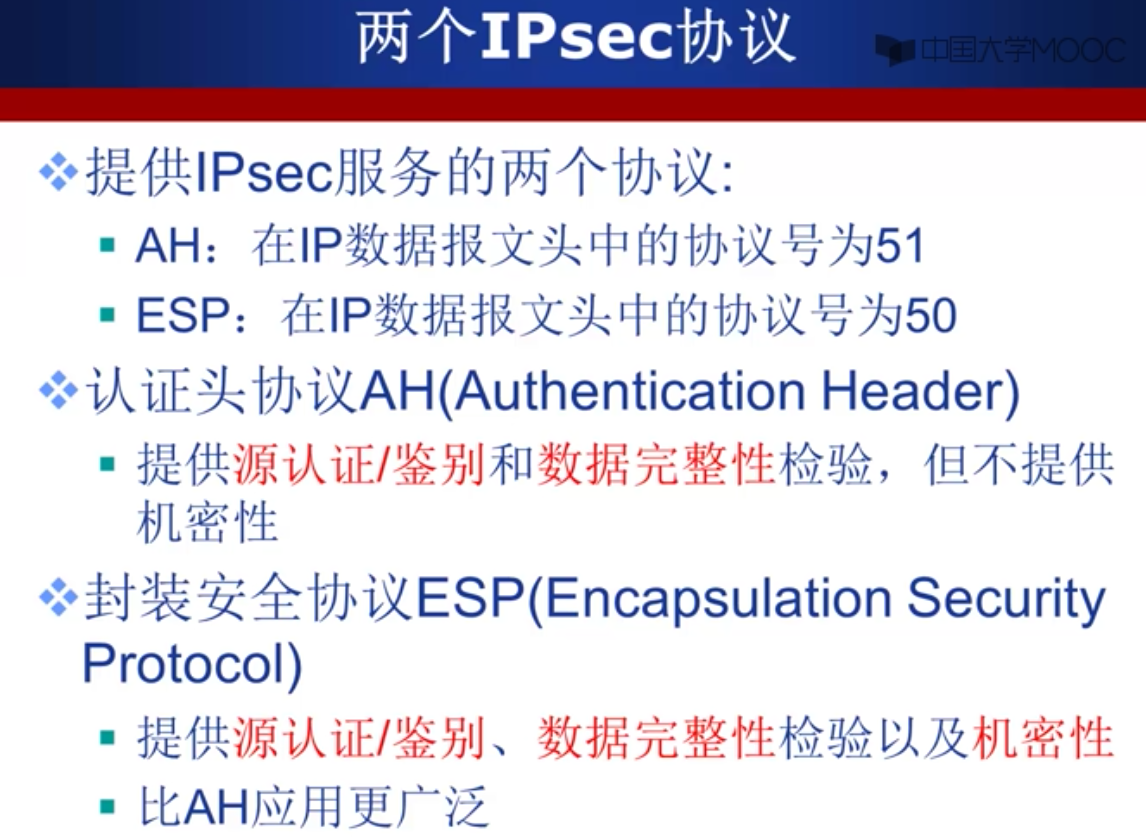 两个IPsec协议
中国大学MOOC
提供IPsec服务的两个协议:
AH：在IP数据报文头中的协议号为51
ESP：在IP数据报文头中的协议号为50
认证头协议AH(Authentication Header)
提供源认证/鉴别和数据完整性检验，但不提供
机密性
封装安全协议ESP(Encapsulation Security
Protocol)
提供源认证/鉴别、数据完整性检验以及机密性
比AH应用更广泛